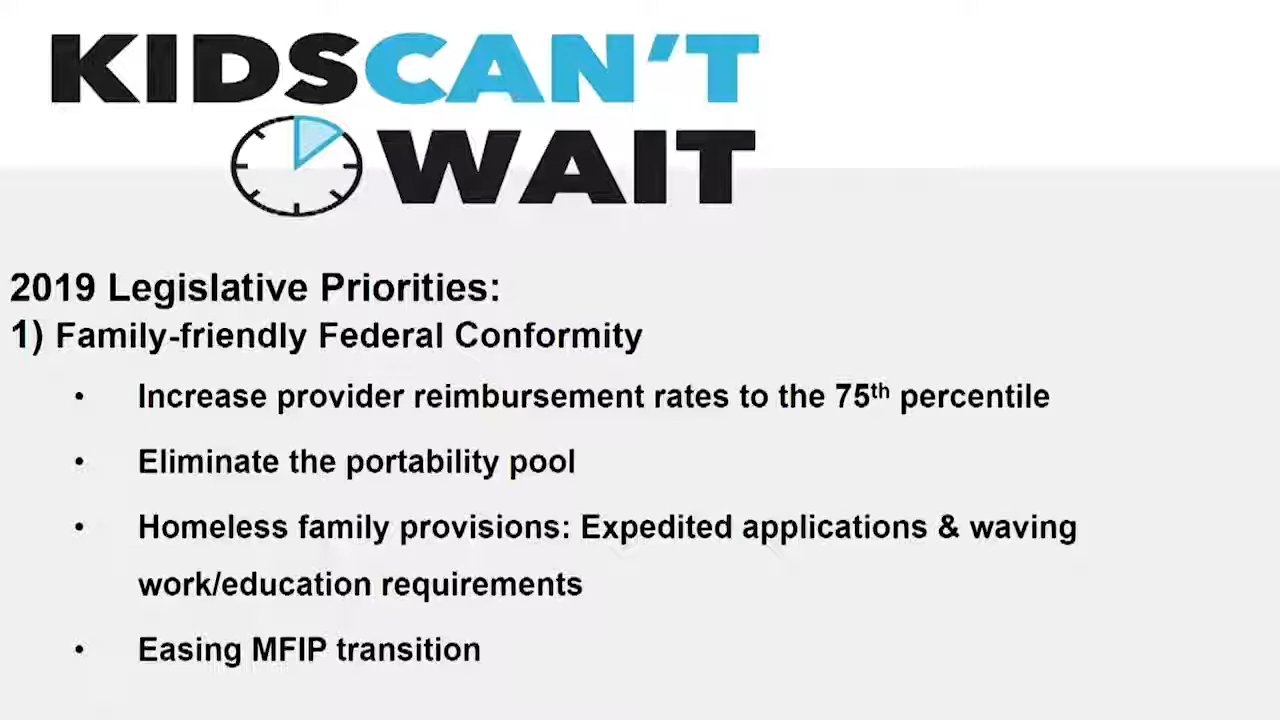 KIDSCAN'T
WAIT
2019 Legislative Priorities:
1) Family-friendly Federal Conformity
• Increase provider reimbursement rates to the 75th percentile
• Eliminate the portability pool
• Homeless family provisions: Expedited applications & waving
work/education requirements
• Easing MFIP transition